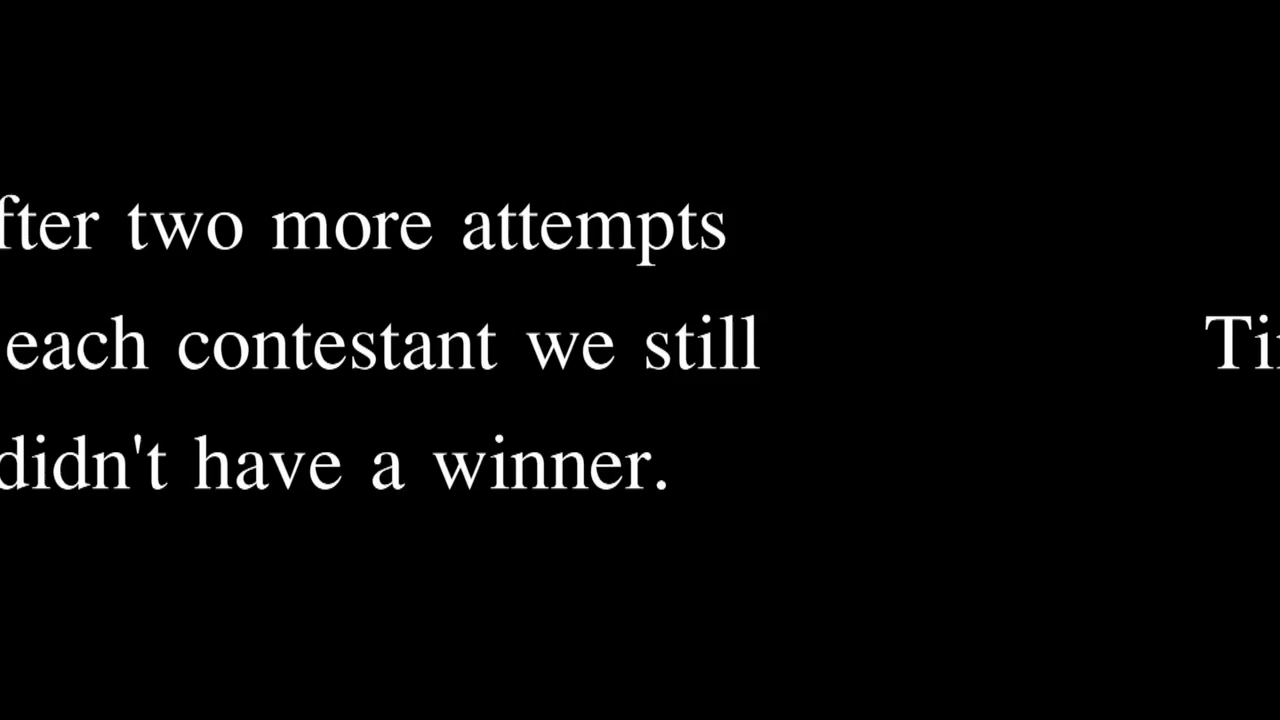 fter two more attempts
each contestant we still
didn't have a winner.